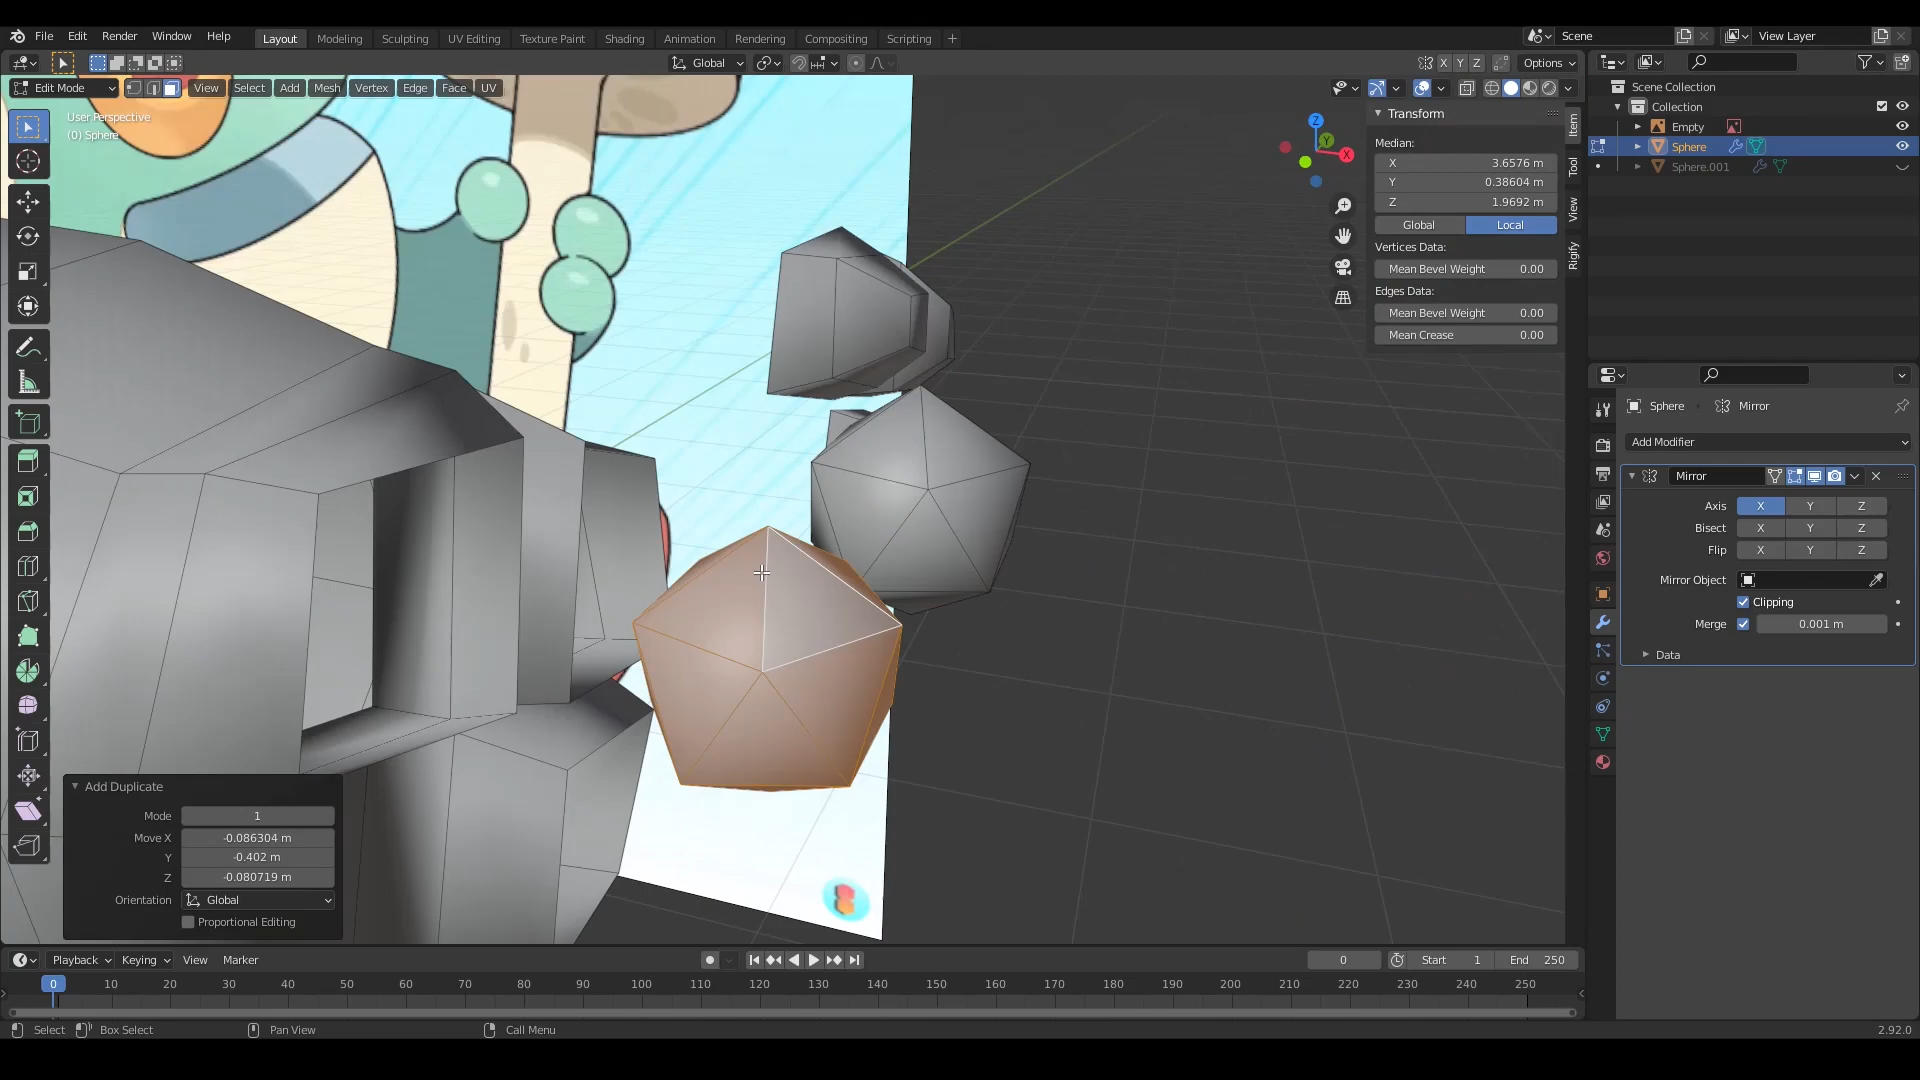 File Edit Render Window Help
Layout Modeling Sculpting UV Editing Texture Paint Shading Animation Rendering Compositing Scripting +
Scene View Layer
Global X Y Z Options
Edit Mode View Select Add Mesh Vertex Edge Face UV
User Perspective
(0) Sphere
Z
Y
X
Transform
Median:
X 3.6576 m
Y 0.38604 m
Z 1.9692 m
Global Local
Vertices Data:
Mean Bevel Weight 0.00
Edges Data:
Mean Bevel Weight 0.00
Mean Crease 0.00
Item
Tool
View
Rigify
Scene Collection
Collection
Empty
Sphere
Sphere.001
Sphere Mirror
Add Modifier
Mirror
Axis X Y Z
Bisect X Y Z
Flip X Y Z
Mirror Object
Clipping
Merge 0.001 m
Data
Add Duplicate
Mode 1
Move X -0.086304 m
Y -0.402 m
Z -0.080719 m
Orientation Global
Proportional Editing
Playback Keying View Marker
0 Start 1 End 250
0 10 20 30 40 50 60 70 80 90 100 110 120 130 140 150 160 170 180 190 200 210 220 230 240 250
Select Box Select Pan View Call Menu 2.92.0